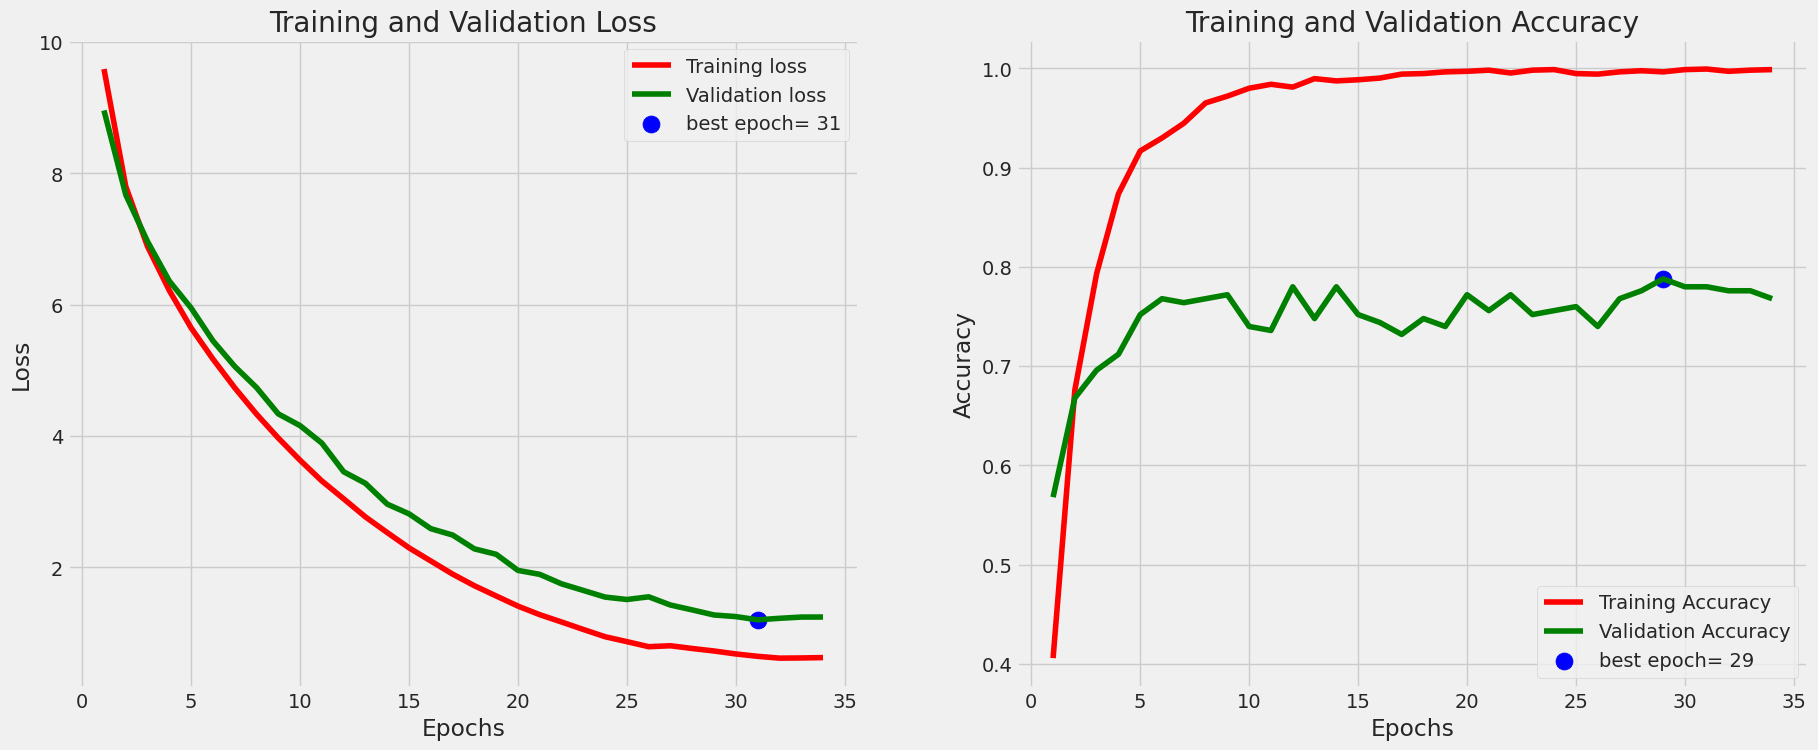 Training and Validation Loss
10
8
6
4
2
Loss
Training loss
Validation loss
best epoch= 31
0 5 10 15 20 25 30 35
Epochs
Training and Validation Accuracy
1.0
0.9
0.8
0.7
0.6
0.5
0.4
Accuracy
Training Accuracy
Validation Accuracy
best epoch= 29
0 5 10 15 20 25 30 35
Epochs